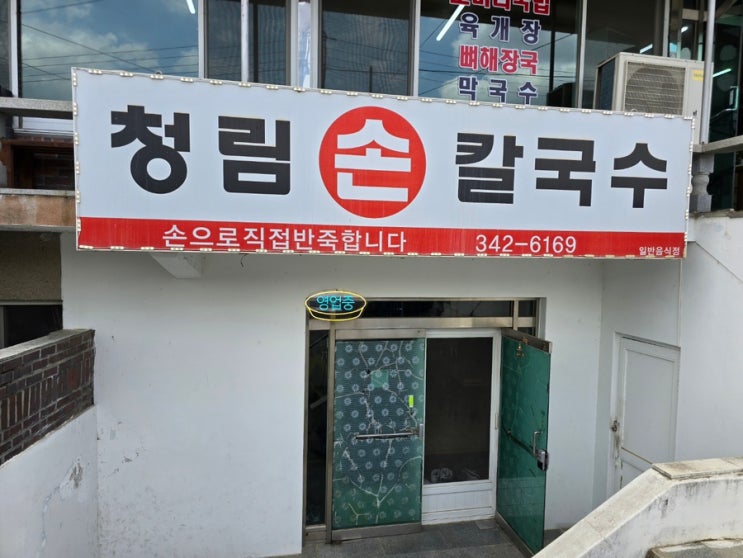 육개장
뼈해장국
막국수
청림 손 칼국수
손으로직접반죽합니다 342-6169 일반음식점
영업중